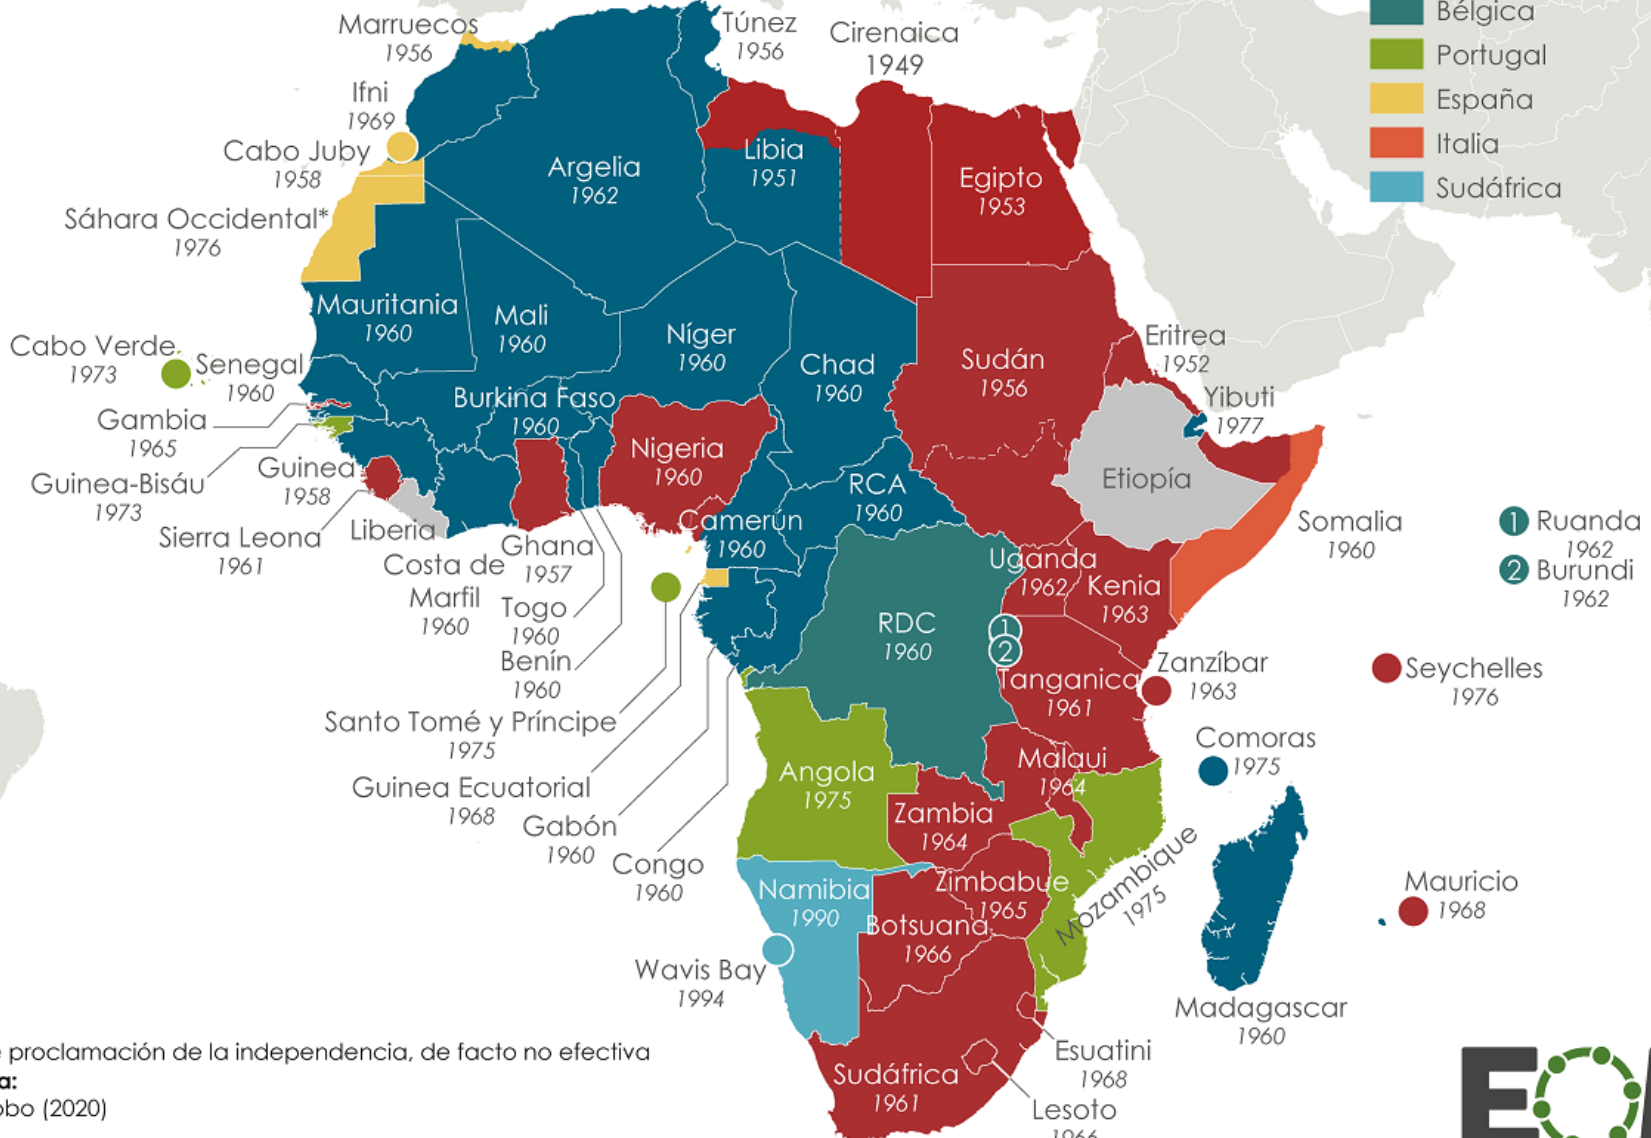 Marruecos
1956
Túnez
1956
Cirenaica
1949
Bélgica
Portugal
España
Italia
Sudáfrica
Ifni
1969
Cabo Juby
1958
Sáhara Occidental*
1976
Argelia
1962
Libia
1951
Egipto
1953
Mauritania
1960
Mali
1960
Níger
1960
Chad
1960
Sudán
1956
Eritrea
1952
Yibuti
1977
Cabo Verde
1973
Senegal
1960
Gambia
1965
Guinea-Bisáu
1973
Guinea
1958
Sierra Leona
1961
Liberia
Burkina Faso
1960
Nigeria
1960
Costa de
Marfil
1960
Ghana
1957
Togo
1960
Benín
1960
Camerún
1960
RCA
1960
Etiopía
Somalia
1960
1 Ruanda
1962
2 Burundi
1962
Uganda
1962
Kenia
1963
RDC
1960
1
2
Tanganica
1961
Zanzíbar
1963
Seychelles
1976
Santo Tomé y Príncipe
1975
Guinea Ecuatorial
1968
Gabón
1960
Congo
1960
Angola
1975
Zambia
1964
Malaui
1964
Comoras
1975
Mozambique
1975
Namibia
1990
Zimbabue
1965
Botsuana
1966
Mauricio
1968
Wavis Bay
1994
Madagascar
1960
Esuatini
1968
Sudáfrica
1961
Lesoto
1966
proclamación de la independencia, de facto no efectiva
(2020)